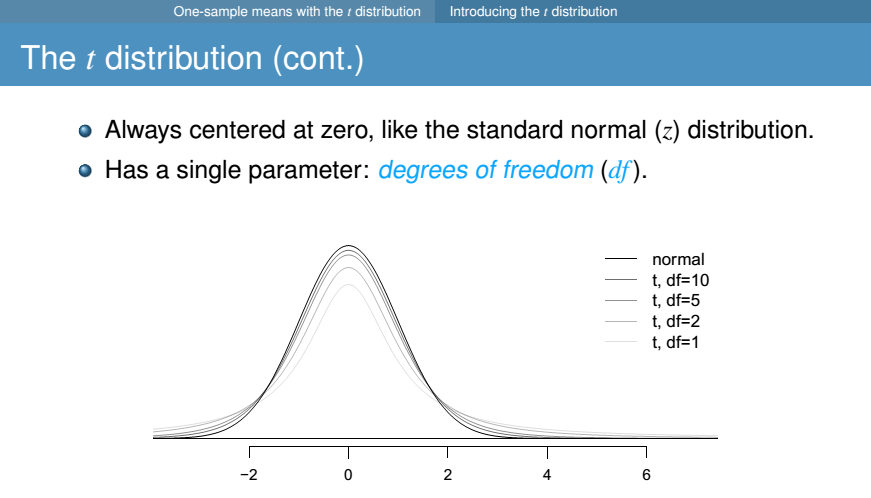 One-sample means with the t distribution Introducing the t distribution
The t distribution (cont.)
Always centered at zero, like the standard normal (z) distribution.
Has a single parameter: degrees of freedom (df).
normal
t, df=10
t, df=5
t, df=2
t, df=1
−2 0 2 4 6